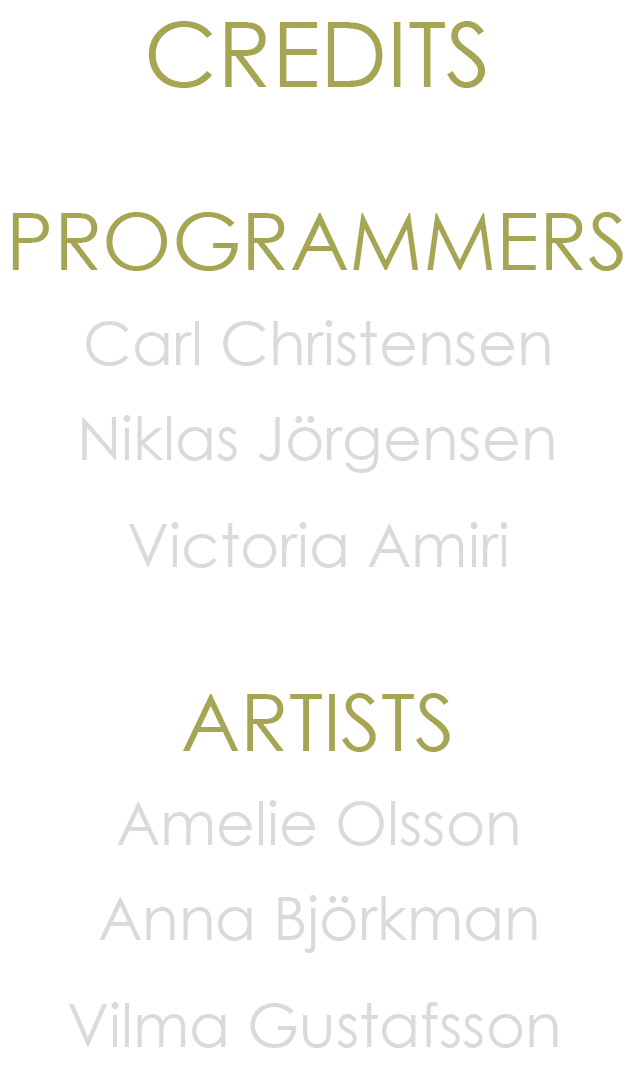 CREDITS
PROGRAMMERS
Carl Christensen
Niklas Jörgensen
Victoria Amiri
ARTISTS
Amelie Olsson
Anna Björkman
Vilma Gustafsson